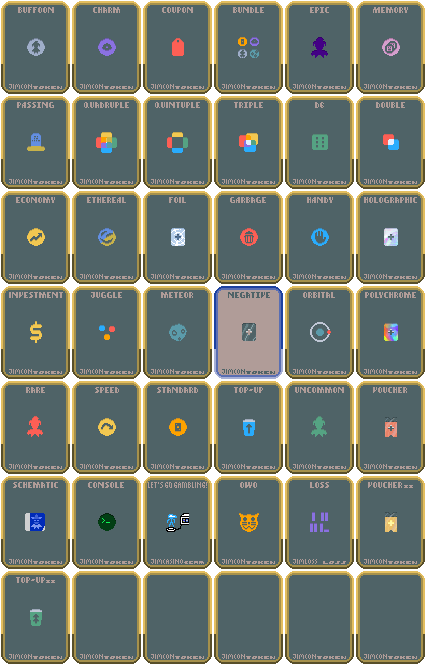 BUFFOON CHARM COUPON BUNDLE EPIC MEMORY
JIMCON TOKEN JIMCON TOKEN JIMCON TOKEN JIMCON TOKEN JIMCON TOKEN JIMCON TOKEN
PASSING QUADRUPLE QUINTUPLE TRIPLE D6 DOUBLE
JIMCON TOKEN JIMCON TOKEN JIMCON TOKEN JIMCON TOKEN JIMCON TOKEN JIMCON TOKEN
ECONOMY ETHEREAL FOIL GARBAGE HANDY HOLOGRAPHIC
JIMCON TOKEN JIMCON TOKEN JIMCON TOKEN JIMCON TOKEN JIMCON TOKEN JIMCON TOKEN
INVESTMENT JUGGLE METEOR NEGATIVE ORBITAL POLYCHROME
$
JIMCON TOKEN JIMCON TOKEN JIMCON TOKEN JIMCON TOKEN JIMCON TOKEN JIMCON TOKEN
RARE SPEED STANDARD TOP-UP UNCOMMON VOUCHER
JIMCON TOKEN JIMCON TOKEN JIMCON TOKEN JIMCON TOKEN JIMCON TOKEN JIMCON TOKEN
SCHEMATIC CONSOLE LET'S GO GAMBLING! OWO LOSS VOUCHER
JIMCON TOKEN JIMCON TOKEN JIMCON TOKEN JIMLOSS LOSS JIMCON TOKEN
TOP-UP
JIMCON TOKEN JIMCON TOKEN JIMCON TOKEN JIMCON TOKEN JIMCON TOKEN JIMCON TOKEN